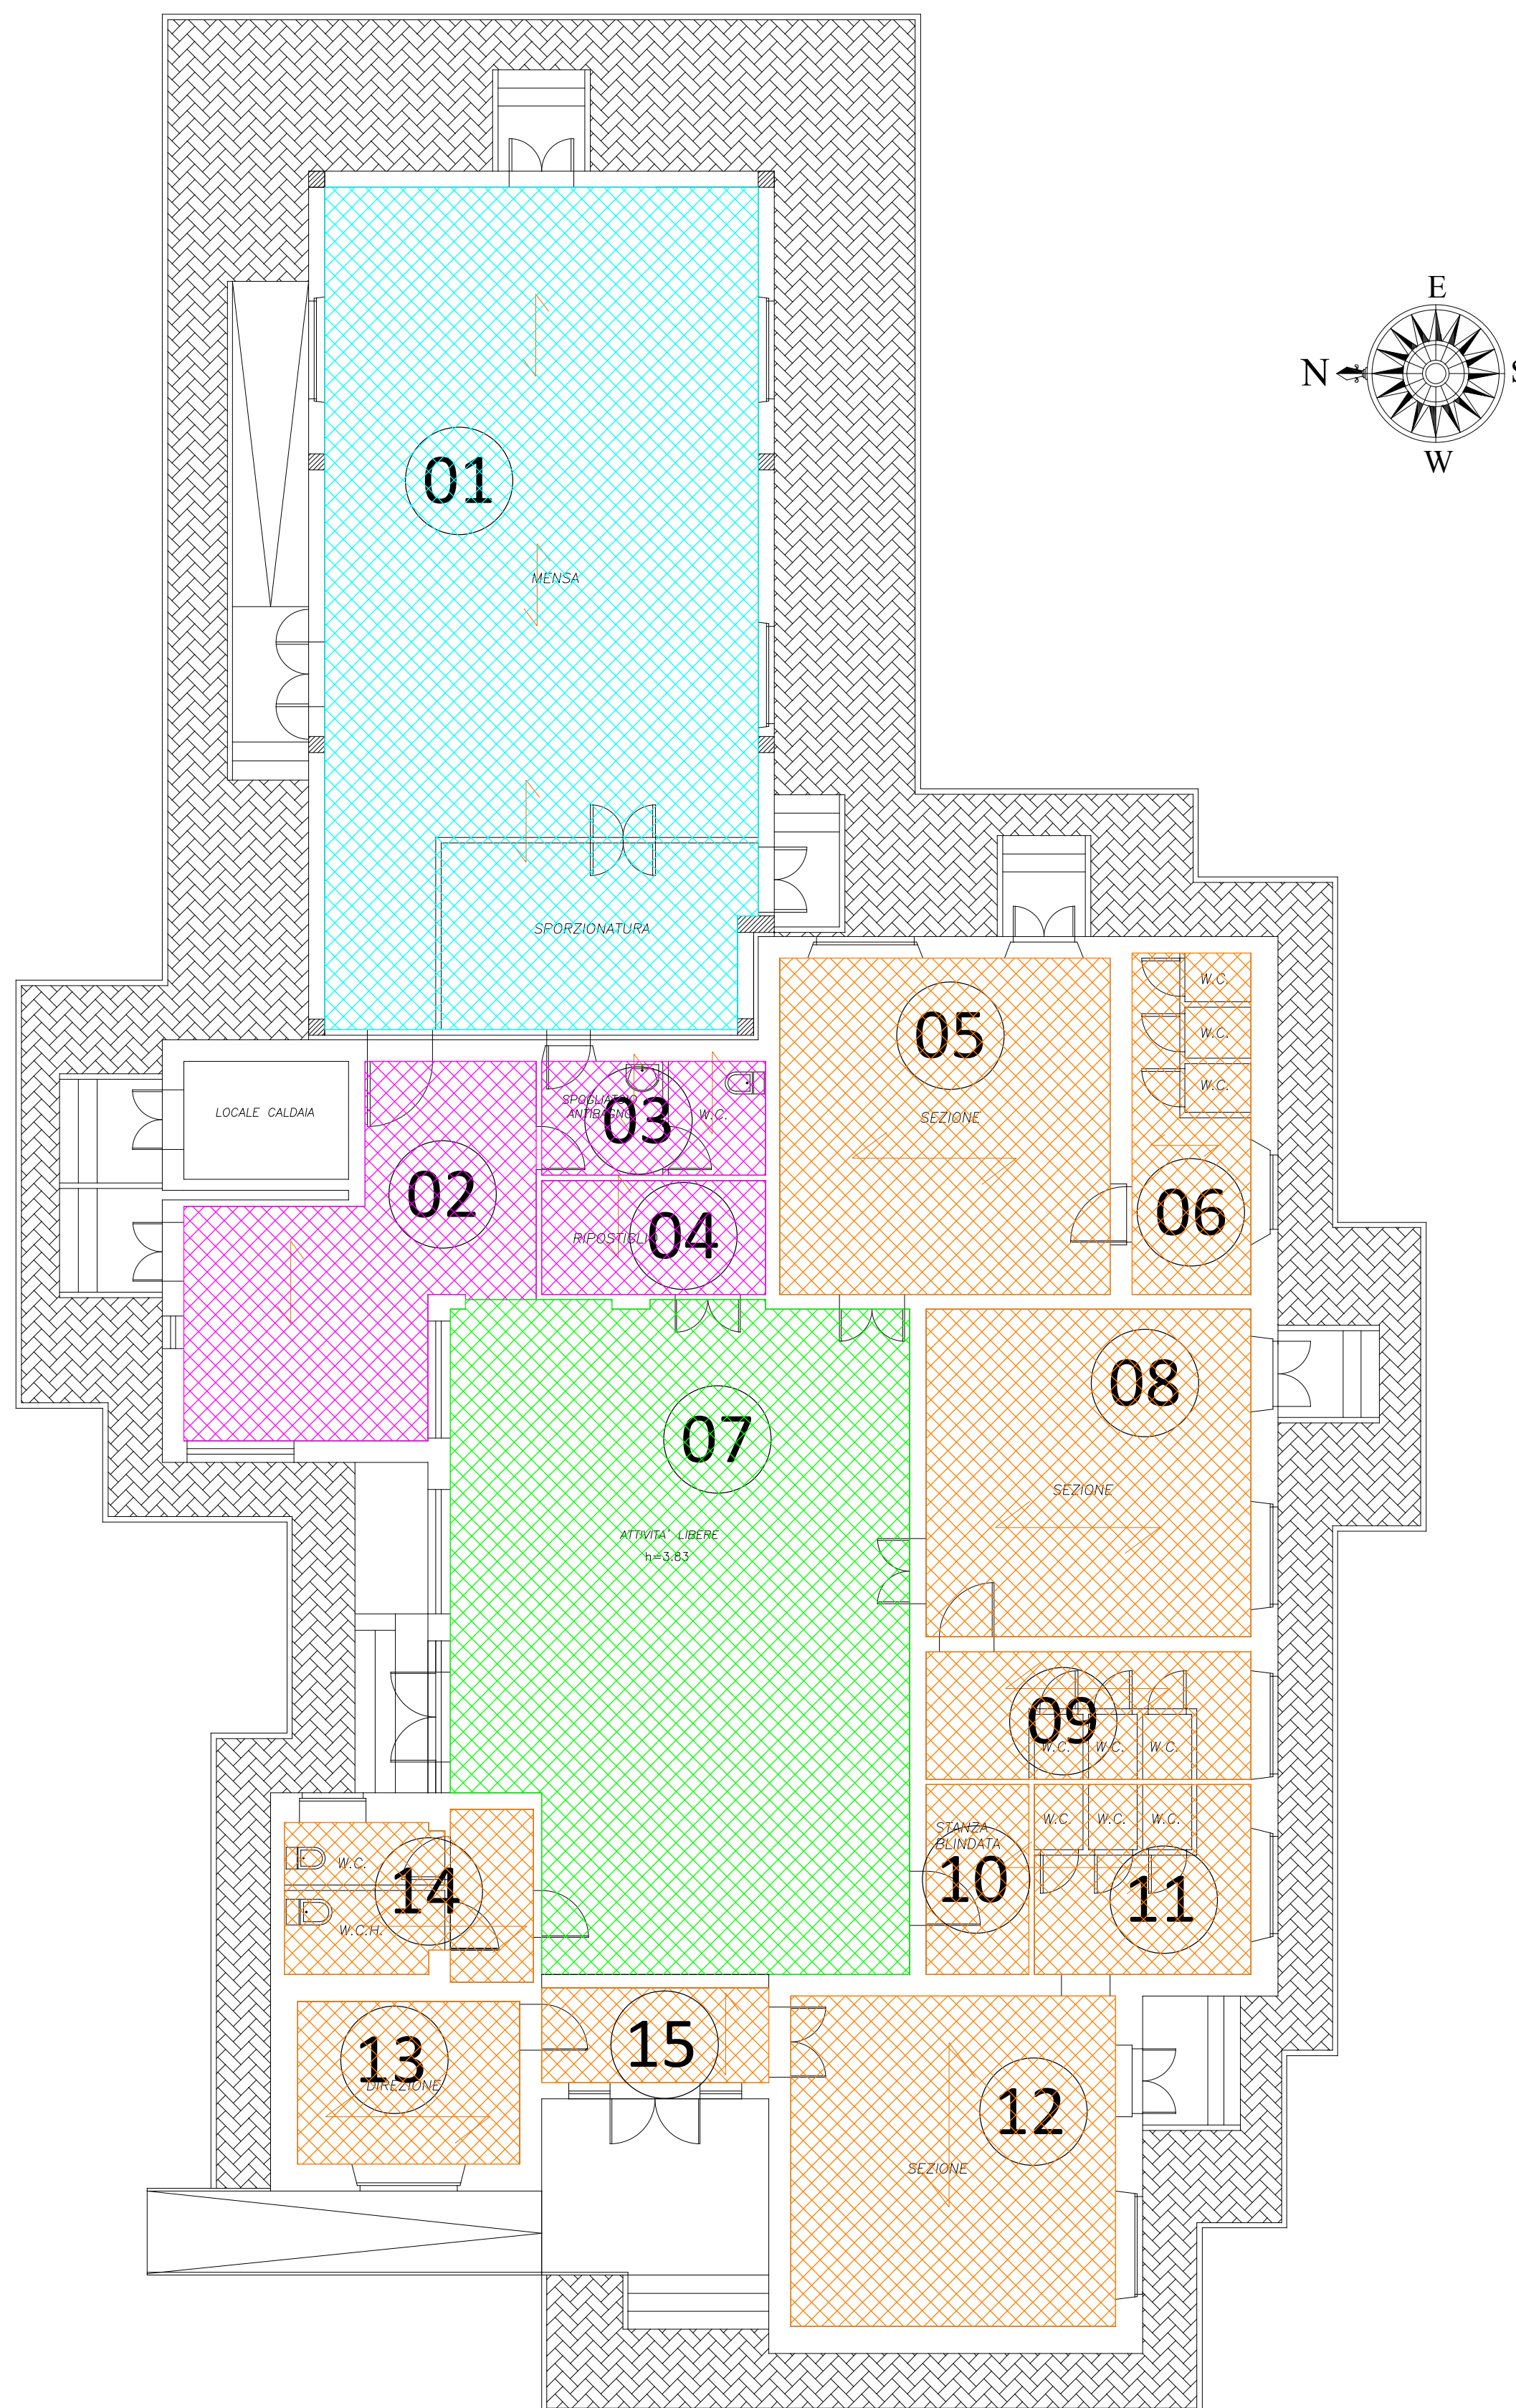 E
N
S
W
01
MENSA
SPORZIONATURA
05
W.C.
W.C.
W.C.
SEZIONE
LOCALE CALDAIA
SPOGLIATOIO
ANTIBAGNO
W.C.
03
02
04
RIPOSTIGLIO
06
08
07
SEZIONE
ATTIVITA' LIBERE
h=3.83
09
W.C.
W.C.
W.C.
W.C.
W.C.
W.C.
STANZA
BLINDATA
10
11
W.C.
14
W.C.H.
13
DIREZIONE
15
12
SEZIONE